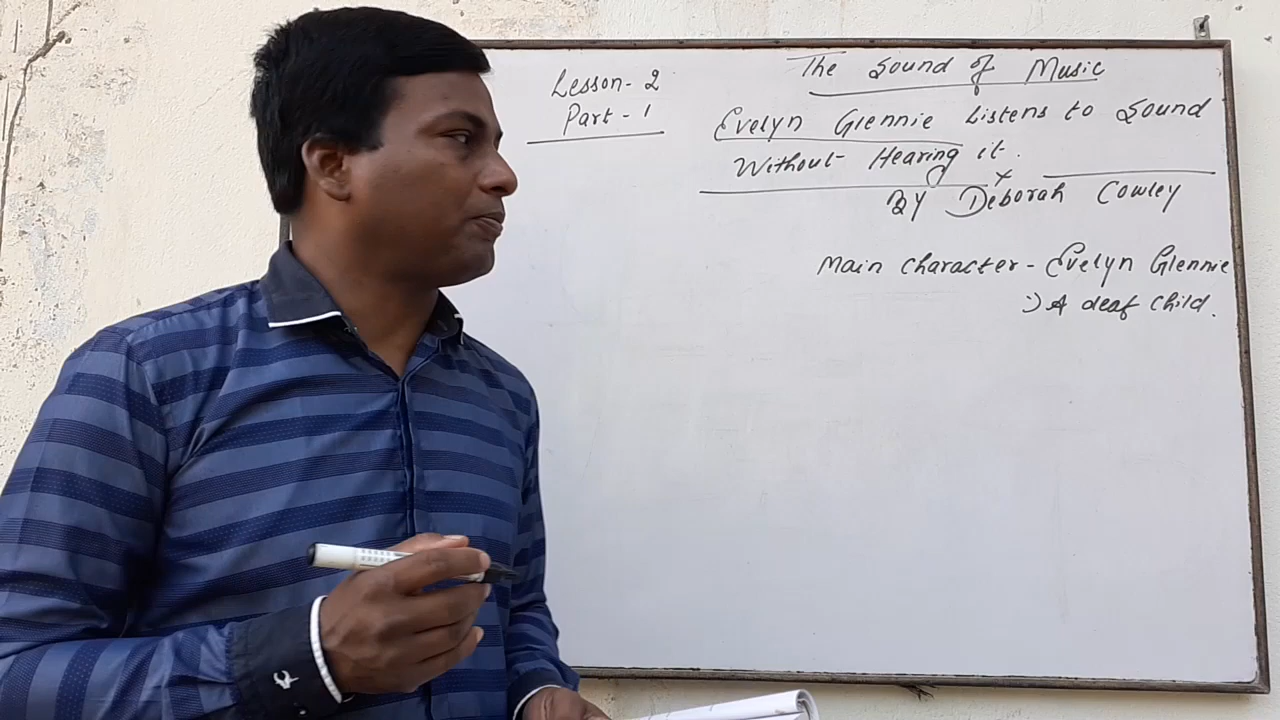 Lesson - 2
Part - 1
The Sound of Music
Evelyn Glennie Listens to Sound
Without Hearing it.
BY Deborah Cowley
Main character - Evelyn Glennie
:) A deaf child.